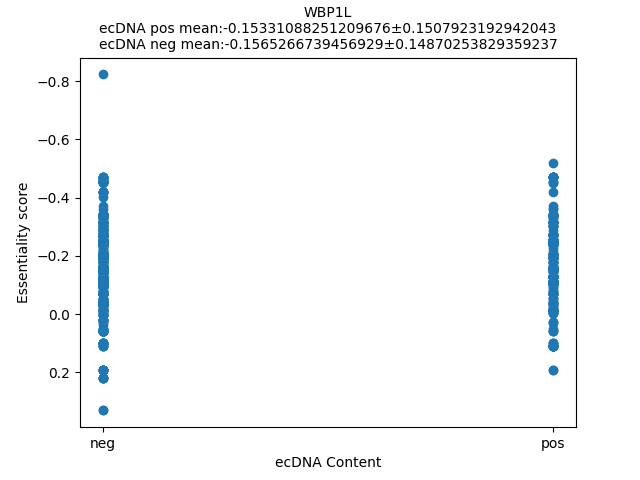 WBP1L
ecDNA pos mean:-0.15331088251209676±0.1507923192942043
ecDNA neg mean:-0.1565266739456929±0.14870253829359237
−0.8
−0.6
−0.4
−0.2
0.0
0.2
Essentiality score
neg
pos
ecDNA Content